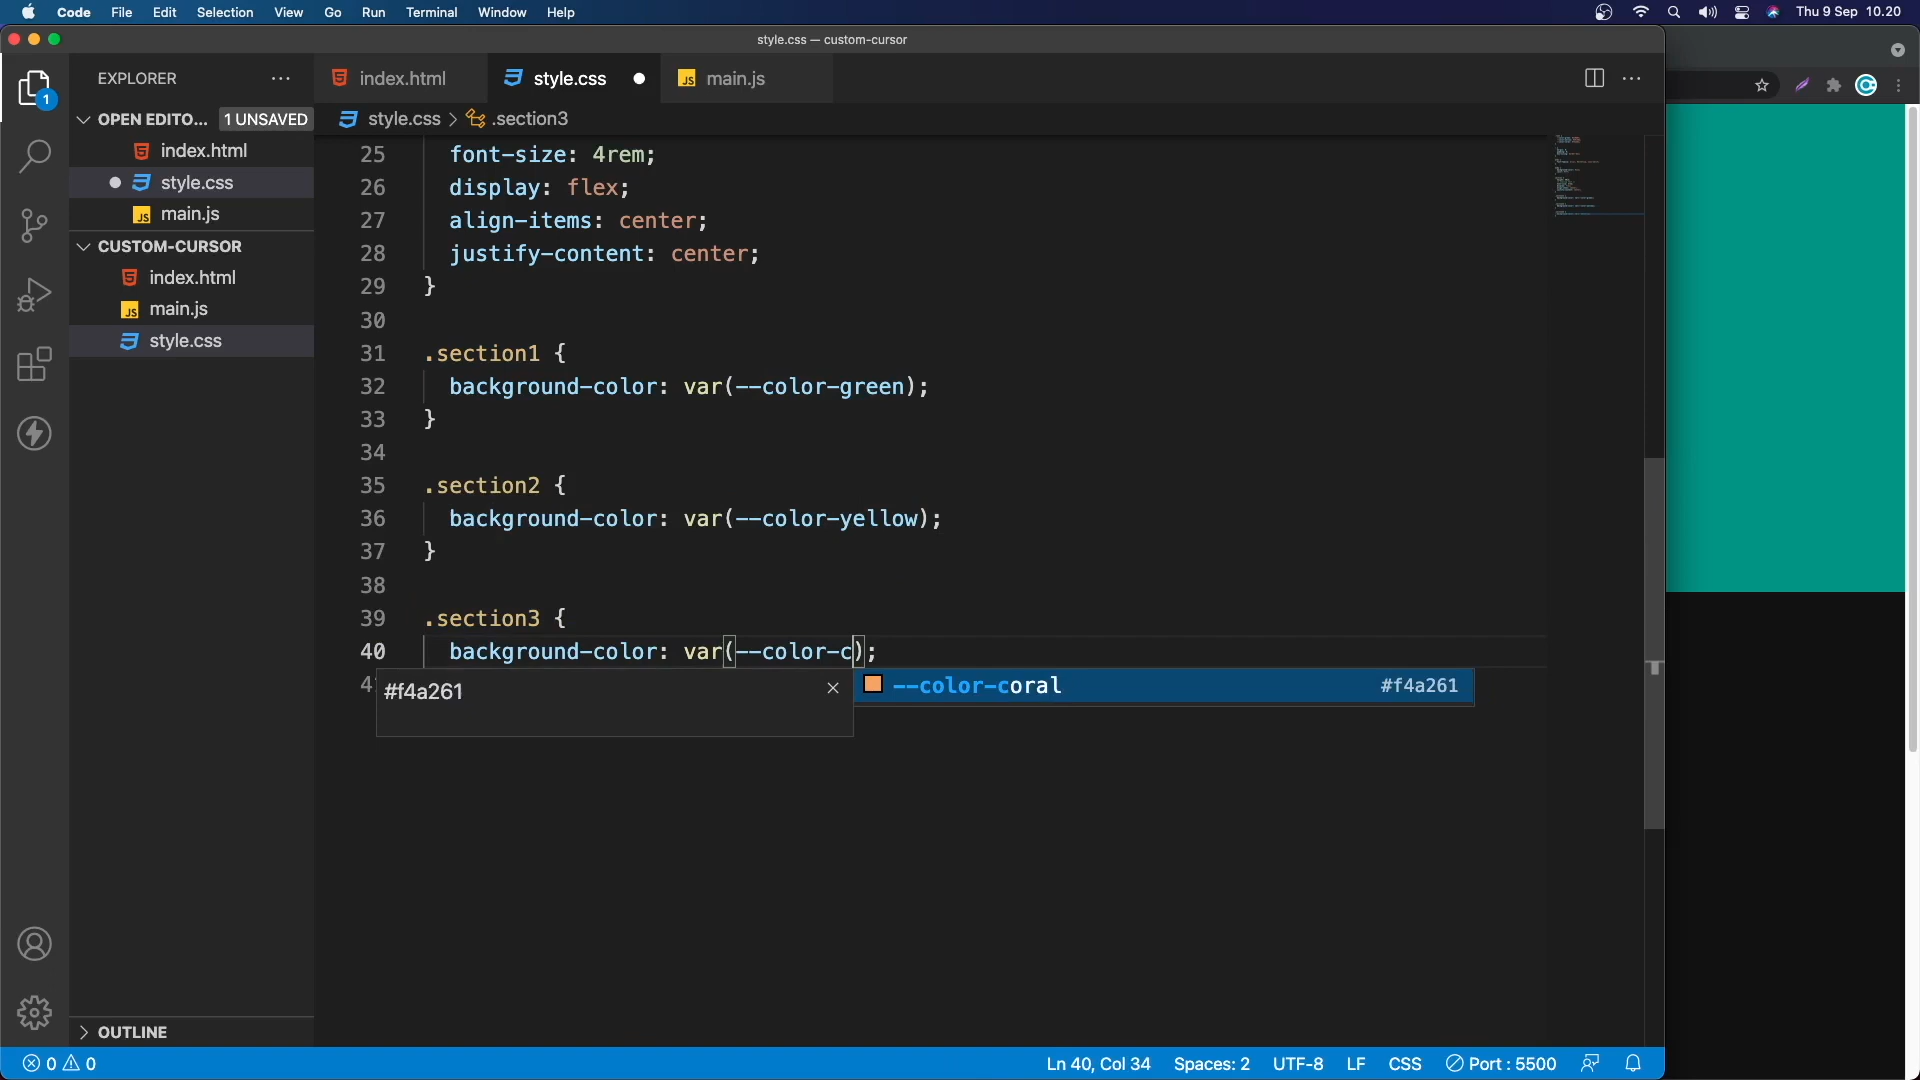 Code File Edit Selection View Go Run Terminal Window Help Thu 9 Sep 10.20
style.css — custom-cursor
EXPLORER
index.html style.css main.js
OPEN EDITO... 1 UNSAVED
style.css > .section3
index.html
style.css
main.js
CUSTOM-CURSOR
index.html
main.js
style.css
25 font-size: 4rem;
26 display: flex;
27 align-items: center;
28 justify-content: center;
29 }
30
31 .section1 {
32 background-color: var(--color-green);
33 }
34
35 .section2 {
36 background-color: var(--color-yellow);
37 }
38
39 .section3 {
40 background-color: var(--color-c);
#f4a261 --color-coral #f4a261
OUTLINE
0 0 Ln 40, Col 34 Spaces: 2 UTF-8 LF CSS Port : 5500
1